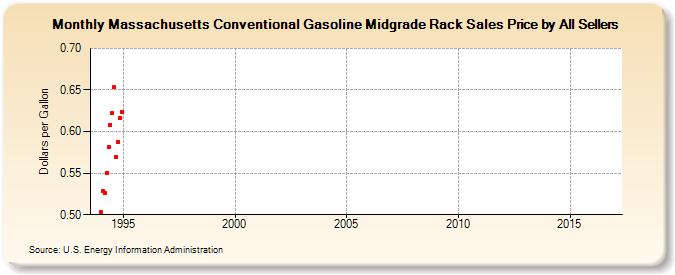 Monthly Massachusetts Conventional Gasoline Midgrade Rack Sales Price by All Sellers
Dollars per Gallon
0.70
0.65
0.60
0.55
0.50
1995 2000 2005 2010 2015
Source: U.S. Energy Information Administration